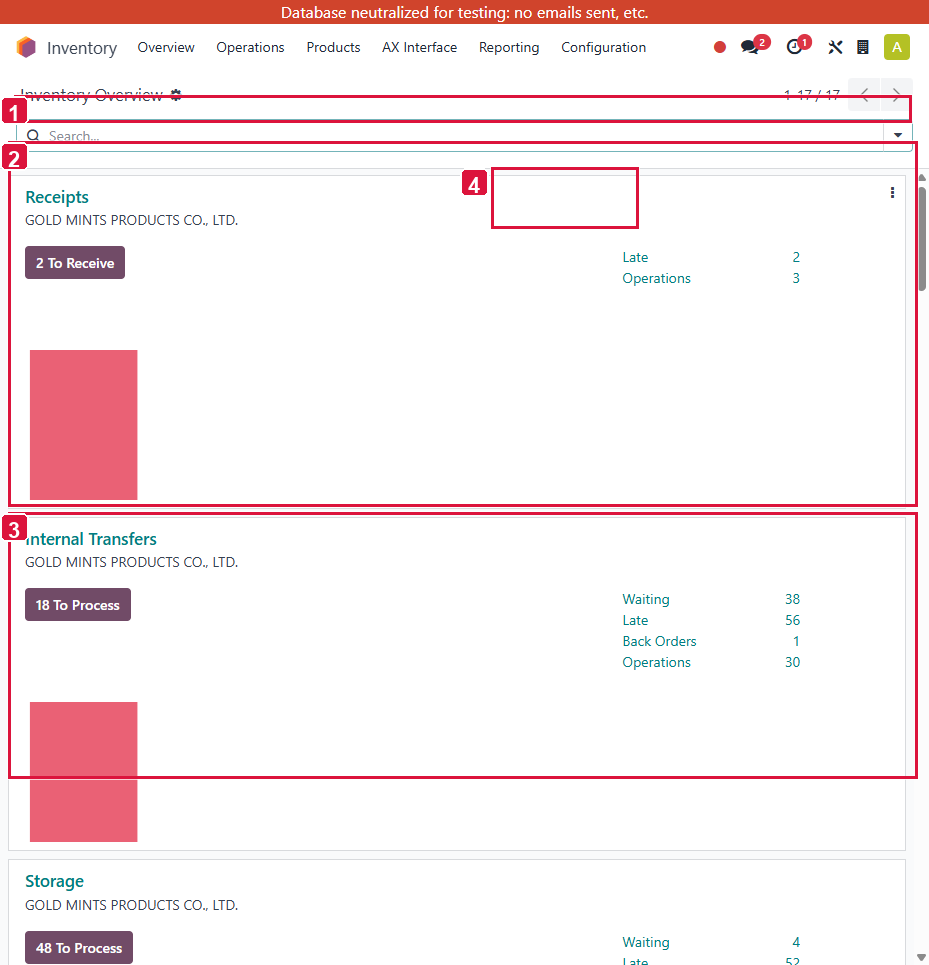 Database neutralized for testing: no emails sent, etc.
Inventory Overview Operations Products AX Interface Reporting Configuration 2 1 A
Inventory Overview 1-17 / 17
1
Search...
2
4
Receipts
GOLD MINTS PRODUCTS CO., LTD.
2 To Receive
Late 2
Operations 3
3
Internal Transfers
GOLD MINTS PRODUCTS CO., LTD.
18 To Process
Waiting 38
Late 56
Back Orders 1
Operations 30
Storage
GOLD MINTS PRODUCTS CO., LTD.
48 To Process
Waiting 4
Late 52